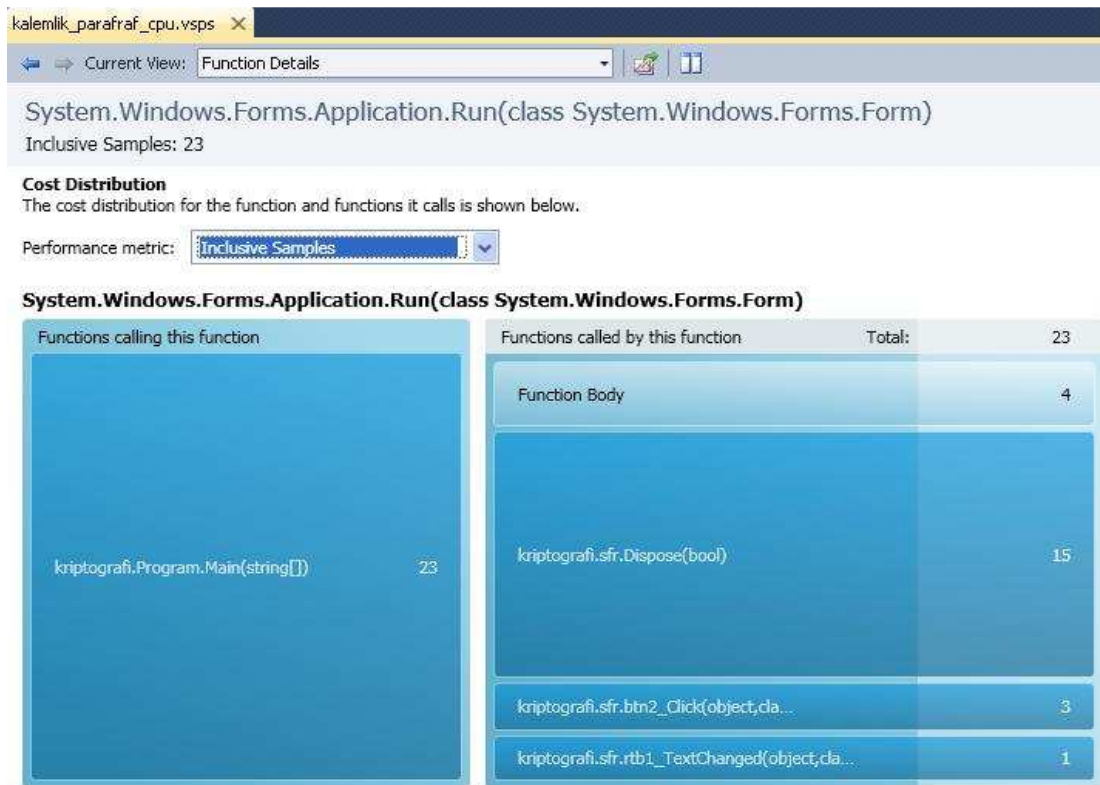 kalemlik_parafraf_cpu.vsps
Current View: Function Details
System.Windows.Forms.Application.Run(class System.Windows.Forms.Form)
Inclusive Samples: 23
Cost Distribution
The cost distribution for the function and functions it calls is shown below.
Performance metric: Inclusive Samples
System.Windows.Forms.Application.Run(class System.Windows.Forms.Form)
Functions calling this function
kriptografi.Program.Main(string[]) 23
Functions called by this function Total: 23
Function Body 4
kriptografi.sfr.Dispose(bool) 15
kriptografi.sfr.btn2_Click(object,cla... 3
kriptografi.sfr.rtb1_TextChanged(object,cla... 1